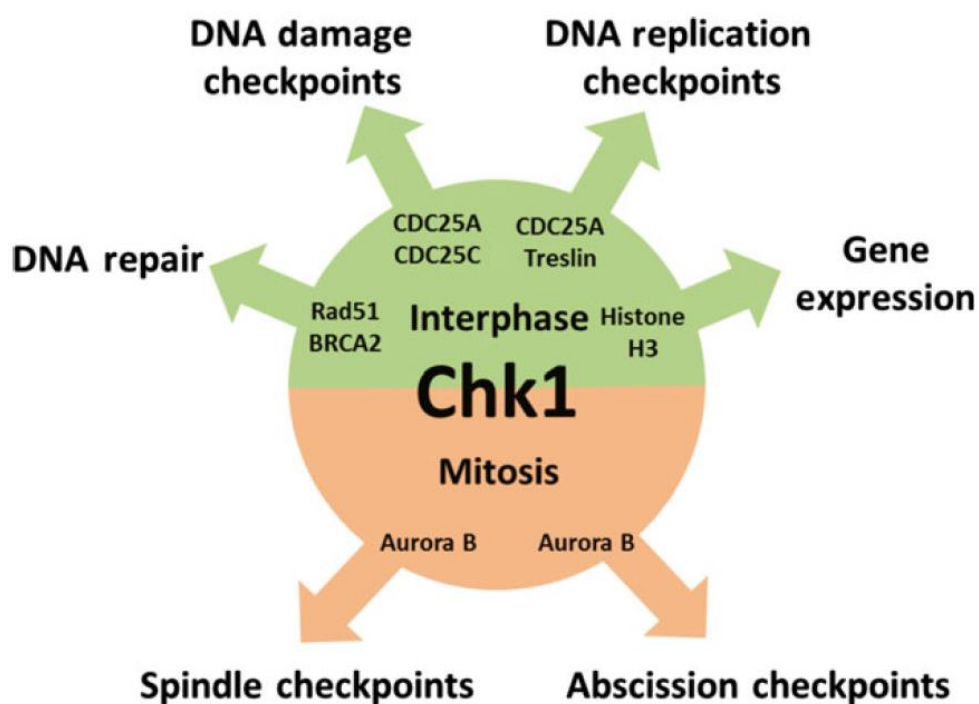 DNA damage
checkpoints
DNA replication
checkpoints
CDC25A
CDC25C
CDC25A
Treslin
DNA repair
Gene
expression
Rad51
BRCA2
Interphase
Histone
H3
Chk1
Mitosis
Aurora B
Aurora B
Spindle checkpoints
Abscission checkpoints